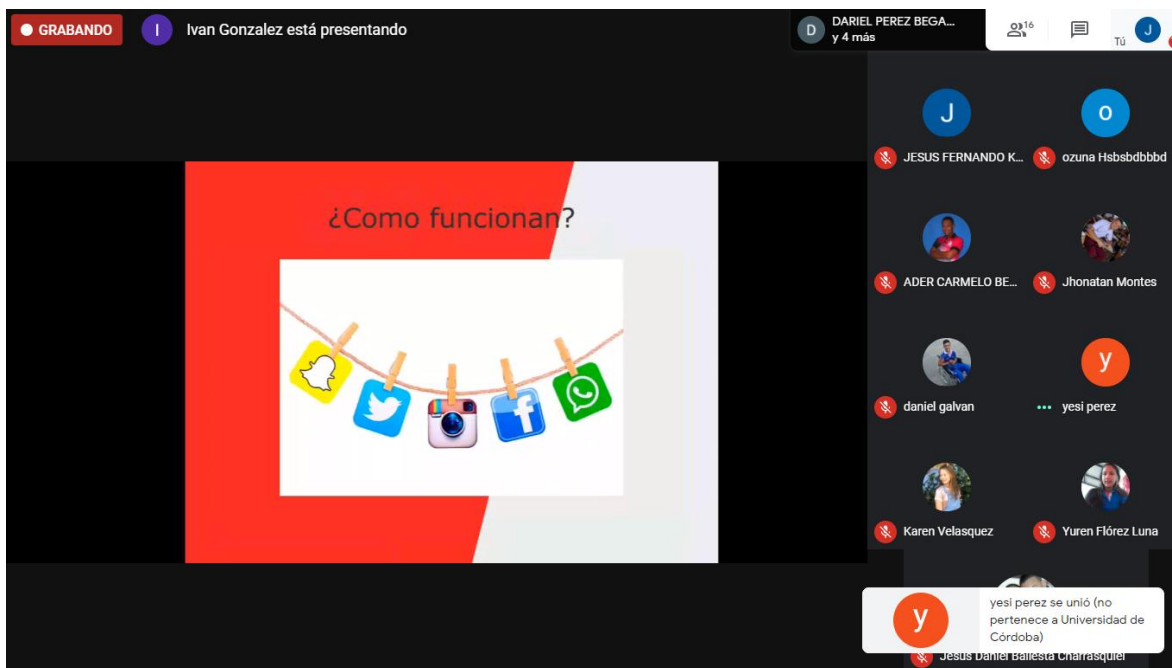 GRABANDO
I
Ivan Gonzalez está presentando
D
DARIEL PEREZ BEGA...
y 4 más
16
Tú
J
¿Como funcionan?
J
o
JESUS FERNANDO K...
ozuna Hsbsbdbbbd
ADER CARMELO BE...
Jhonatan Montes
y
daniel galvan
yesi perez
Karen Velasquez
Yuren Flórez Luna
y
yesi perez se unió (no
pertenece a Universidad de
Córdoba)
Jesus Daniel Ballesta Charrasquiel